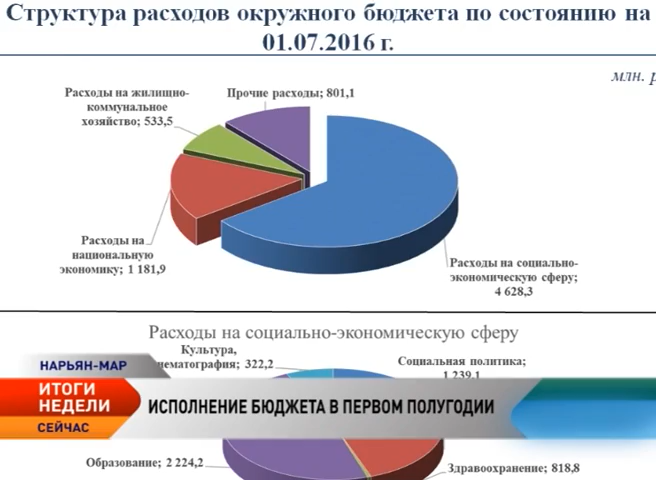 Структура расходов окружного бюджета по состоянию на
01.07.2016 г.
млн.
Расходы на жилищно-
коммунальное
хозяйство; 533,5
Прочие расходы; 801,1
Расходы на
национальную
экономику; 1 181,9
Расходы на социально-
экономическую сферу;
4 628,3
Расходы на социально-экономическую сферу
Культура,
нематография; 322,2
Социальная политика;
1 239,1
НАРЬЯН-МАР
ИТОГИ
НЕДЕЛИ
СЕЙЧАС
ИСПОЛНЕНИЕ БЮДЖЕТА В ПЕРВОМ ПОЛУГОДИИ
Образование; 2 224,2
Здравоохранение; 818,8